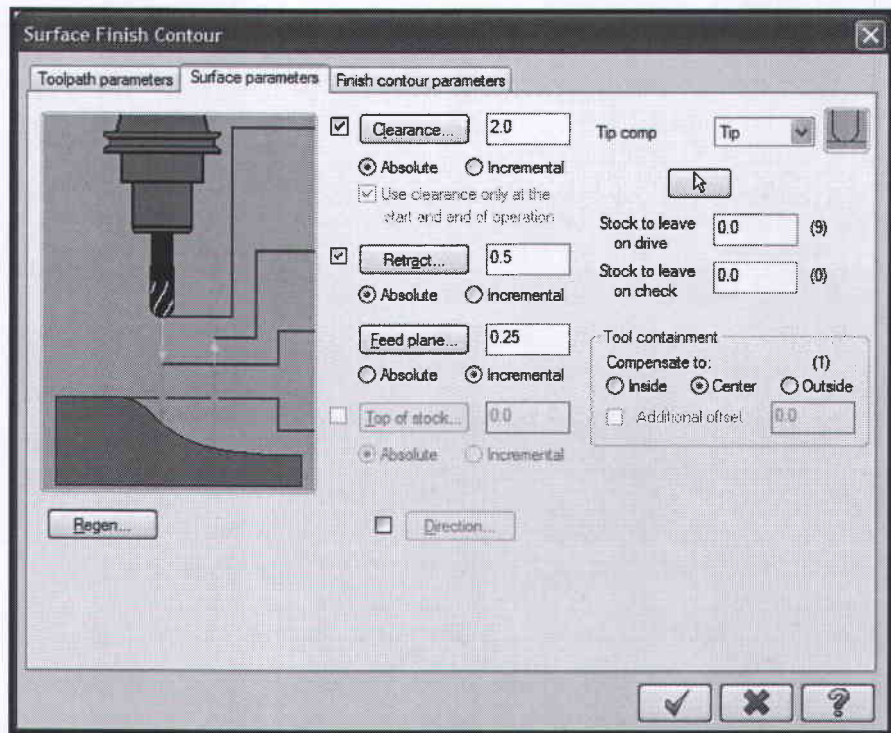 Surface Finish Contour
Toolpath parameters Surface parameters Finish contour parameters
Clearance... 2.0
Absolute Incremental
Use clearance only at the
start and end of operation
Retract... 0.5
Absolute Incremental
Feed plane... 0.25
Absolute Incremental
Top of stock... 0.0
Absolute Incremental
Regen...
Direction...
Tip comp Tip
Stock to leave
on drive 0.0 (9)
Stock to leave
on check 0.0 (0)
Tool containment
Compensate to: (1)
Inside Center Outside
Additional offset 0.0